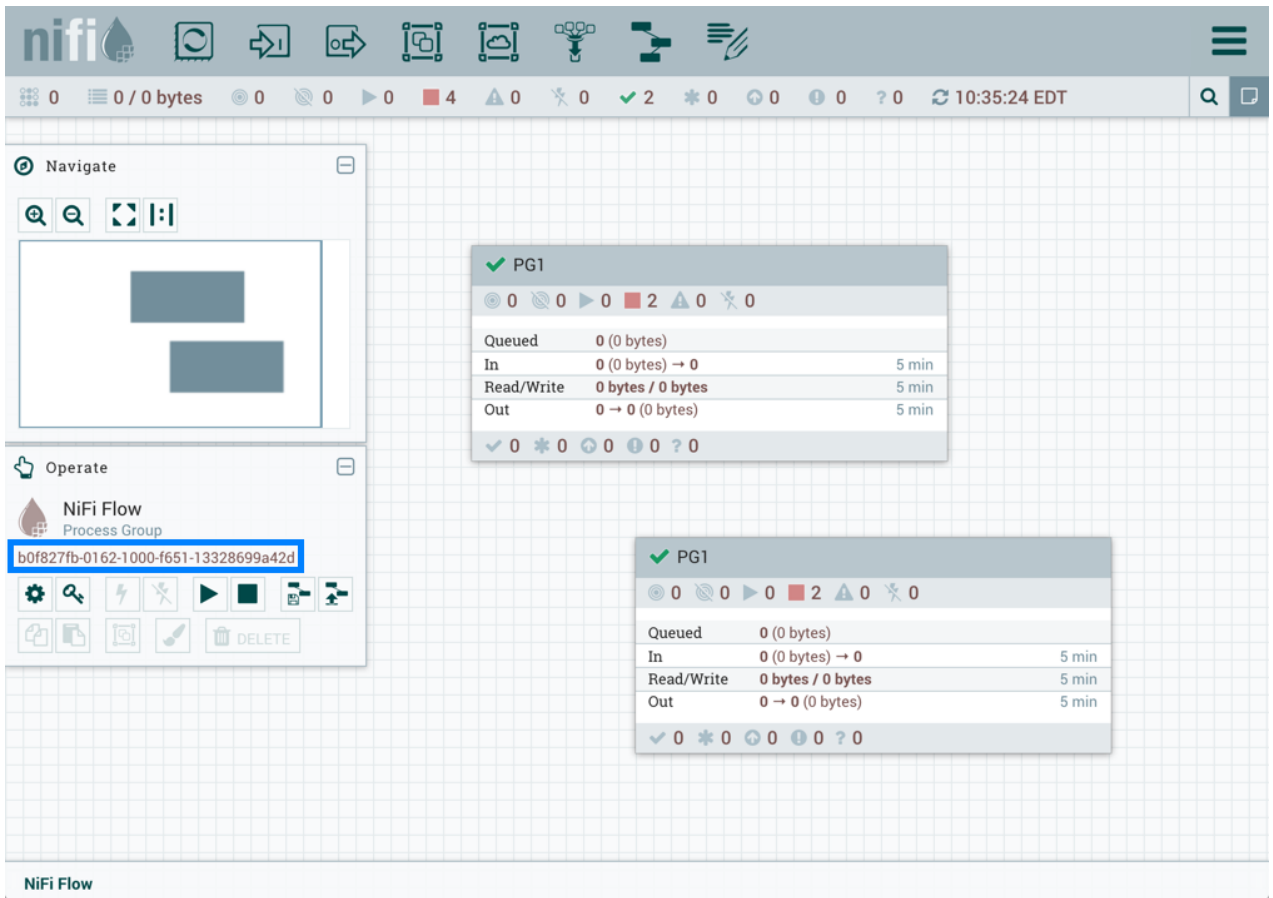 nifi
0 0 / 0 bytes 0 0 0 4 0 0 2 0 0 0 ? 0 10:35:24 EDT
Navigate
Operate
NiFi Flow
Process Group
b0f827fb-0162-1000-f651-13328699a42d
DELETE
PG1
0 0 0 2 0 0
Queued 0 (0 bytes)
In 0 (0 bytes) → 0 5 min
Read/Write 0 bytes / 0 bytes 5 min
Out 0 → 0 (0 bytes) 5 min
0 0 0 0 ? 0
PG1
0 0 0 2 0 0
Queued 0 (0 bytes)
In 0 (0 bytes) → 0 5 min
Read/Write 0 bytes / 0 bytes 5 min
Out 0 → 0 (0 bytes) 5 min
0 0 0 0 ? 0
NiFi Flow